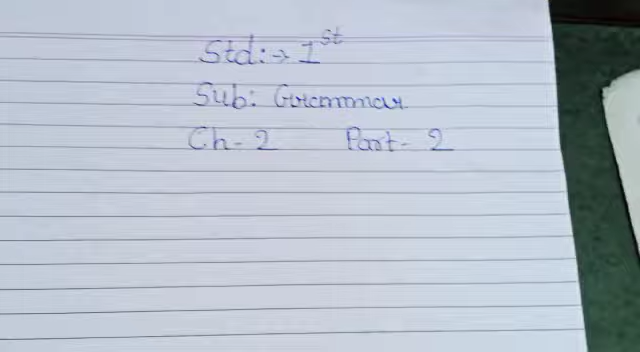 Std:→ 1st
Sub: Grammar
Ch- 2 Part- 2